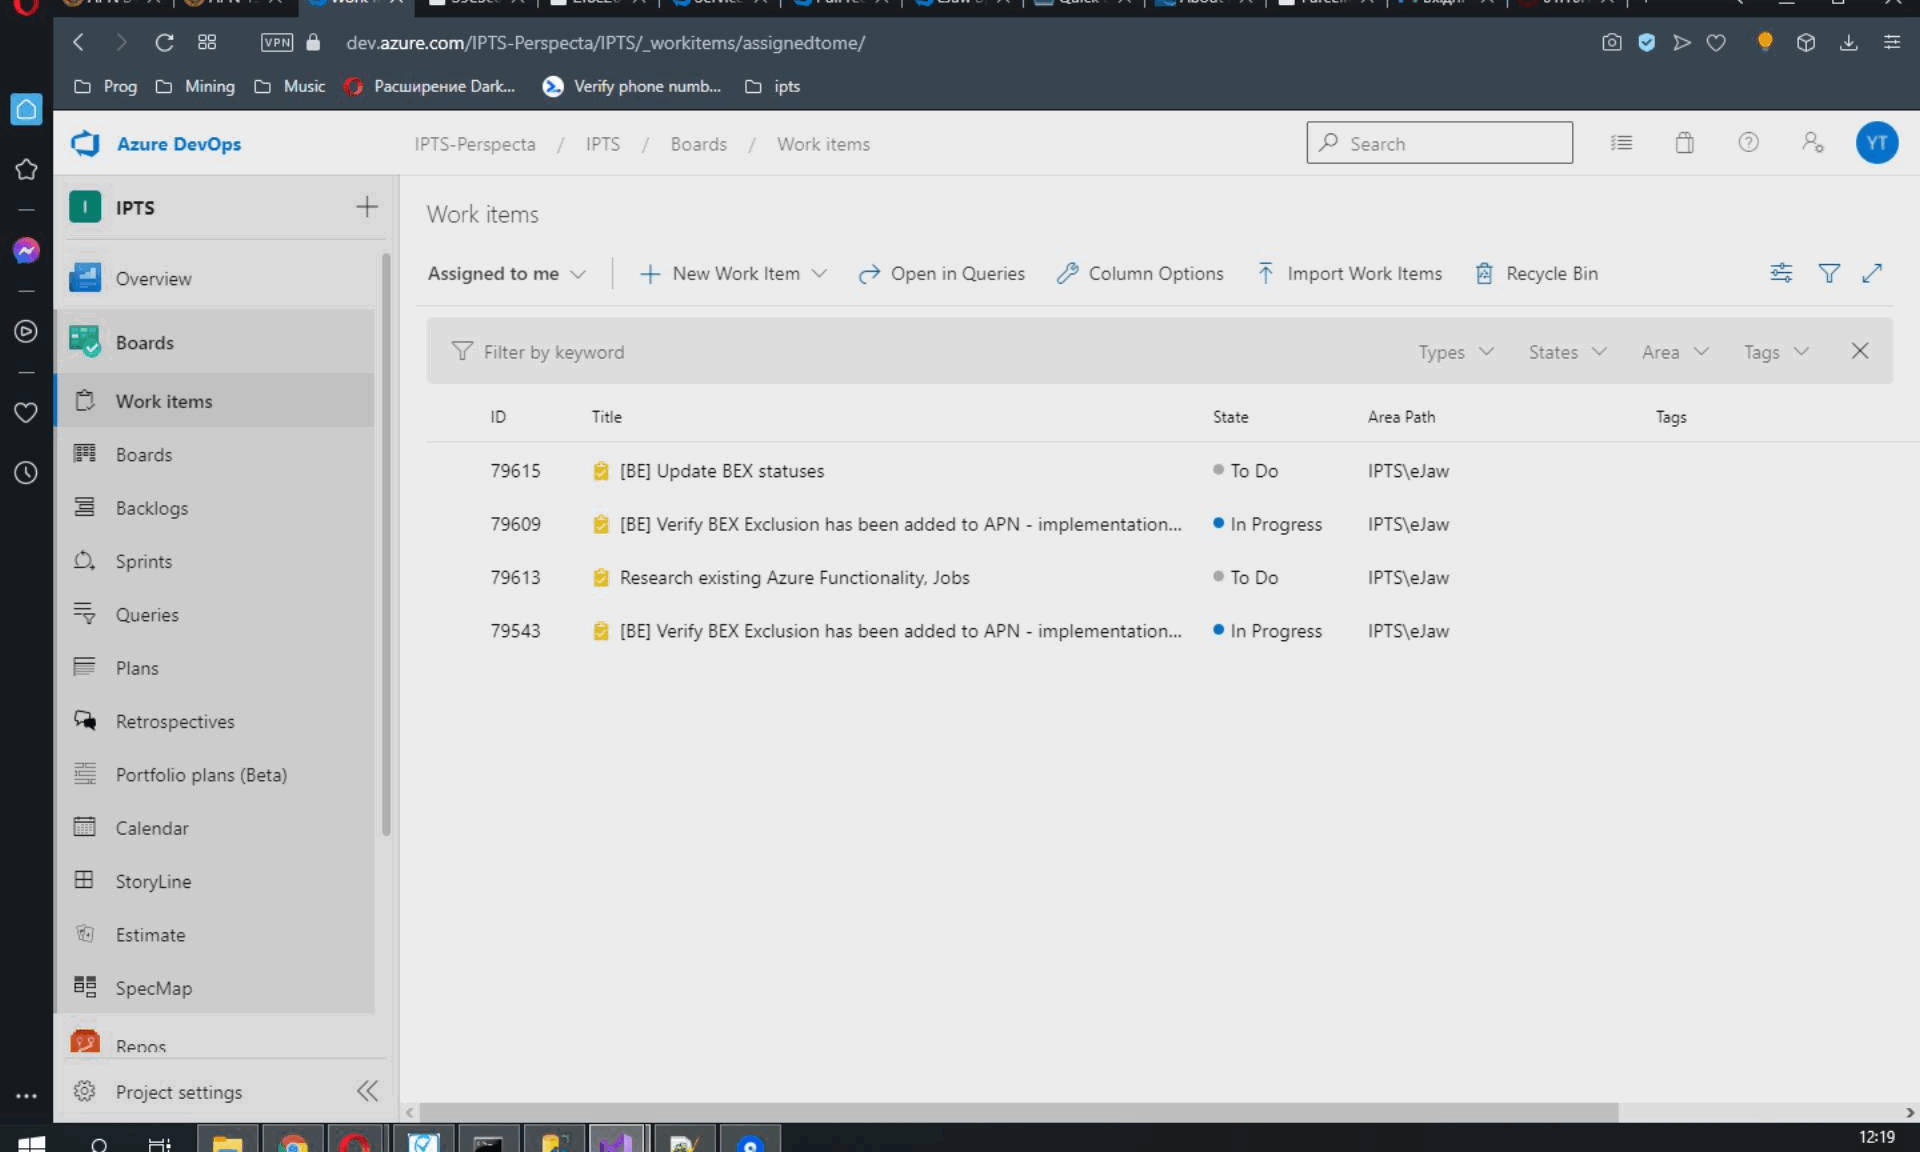 VPN
dev.azure.com/IPTS-Perspecta/IPTS/_workitems/assignedtome/
Prog
Mining
Music
Расширение Dark...
Verify phone numb...
ipts
Azure DevOps
IPTS-Perspecta / IPTS / Boards / Work items
Search
YT
I
IPTS
Work items
Overview
Assigned to me
New Work Item
Open in Queries
Column Options
Import Work Items
Recycle Bin
Boards
Filter by keyword
Types
States
Area
Tags
Work items
ID Title State Area Path Tags
Boards
79615 [BE] Update BEX statuses To Do IPTS\eJaw
Backlogs
79609 [BE] Verify BEX Exclusion has been added to APN - implementation... In Progress IPTS\eJaw
Sprints
79613 Research existing Azure Functionality, Jobs To Do IPTS\eJaw
Queries
79543 [BE] Verify BEX Exclusion has been added to APN - implementation... In Progress IPTS\eJaw
Plans
Retrospectives
Portfolio plans (Beta)
Calendar
StoryLine
Estimate
SpecMap
Repos
Project settings
12:19